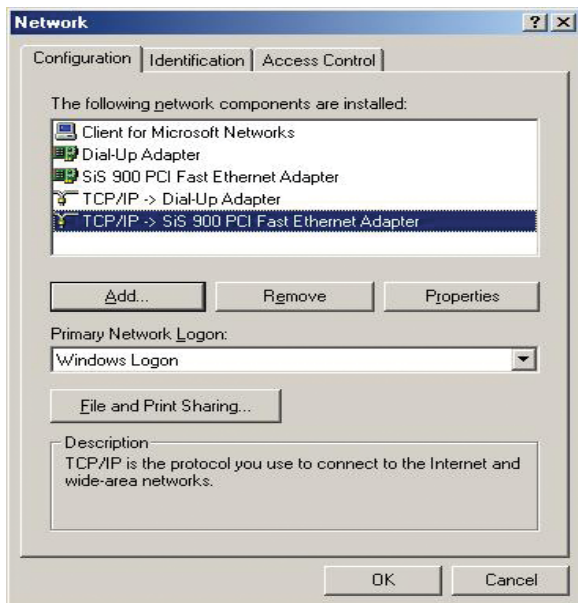 Network
Configuration Identification Access Control
The following network components are installed:
Client for Microsoft Networks
Dial-Up Adapter
SiS 900 PCI Fast Ethernet Adapter
TCP/IP -> Dial-Up Adapter
TCP/IP -> SiS 900 PCI Fast Ethernet Adapter
Add... Remove Properties
Primary Network Logon:
Windows Logon
File and Print Sharing...
Description
TCP/IP is the protocol you use to connect to the Internet and
wide-area networks.
OK Cancel